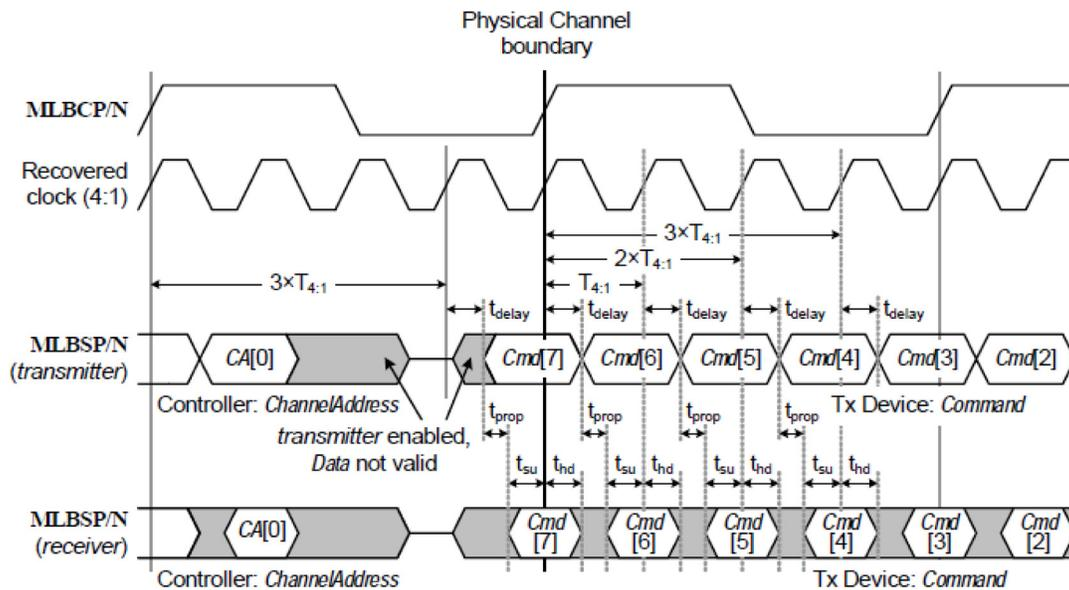 Physical Channel
boundary
MLBCP/N
Recovered
clock (4:1)
3×T4:1
2×T4:1
3×T4:1
T4:1
tdelay
tdelay
tdelay
tdelay
MLBSP/N
(transmitter)
CA[0]
Cmd[7]
Cmd[6]
Cmd[5]
Cmd[4]
Cmd[3]
Cmd[2]
Controller: ChannelAddress
Tx Device: Command
transmitter enabled,
Data not valid
tprop
tprop
tprop
tprop
tsu
thd
tsu
thd
tsu
thd
tsu
thd
MLBSP/N
(receiver)
CA[0]
Cmd
[7]
Cmd
[6]
Cmd
[5]
Cmd
[4]
Cmd
[3]
Cmd
[2]
Controller: ChannelAddress
Tx Device: Command